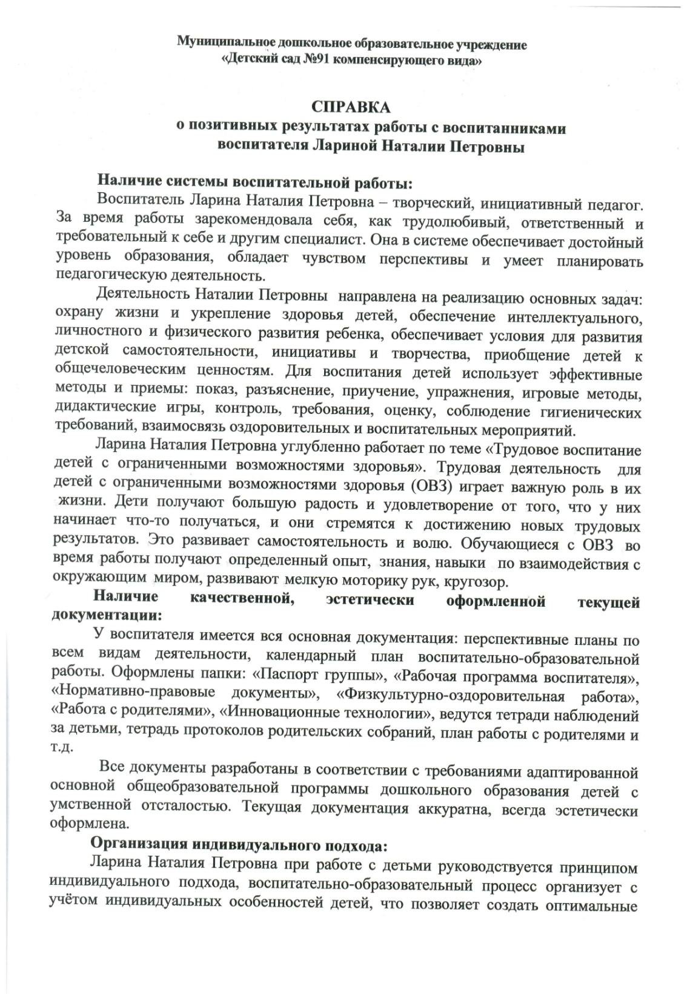 Муниципальное дошкольное образовательное учреждение
«Детский сад №91 компенсирующего вида»
СПРАВКА
о позитивных результатах работы с воспитанниками
воспитателя Лариной Наталии Петровны
Наличие системы воспитательной работы:
Воспитатель Ларина Наталия Петровна – творческий, инициативный педагог.
За время работы зарекомендовала себя, как трудолюбивый, ответственный и
требовательный к себе и другим специалист. Она в системе обеспечивает достойный
уровень образования, обладает чувством перспективы и умеет планировать
педагогическую деятельность.
Деятельность Наталии Петровны направлена на реализацию основных задач:
охрану жизни и укрепление здоровья детей, обеспечение интеллектуального,
личностного и физического развития ребенка, обеспечивает условия для развития
детской самостоятельности, инициативы и творчества, приобщение детей к
общечеловеческим ценностям. Для воспитания детей использует эффективные
методы и приемы: показ, разъяснение, приучение, упражнения, игровые методы,
дидактические игры, контроль, требования, оценку, соблюдение гигиенических
требований, взаимосвязь оздоровительных и воспитательных мероприятий.
Ларина Наталия Петровна углубленно работает по теме «Трудовое воспитание
детей с ограниченными возможностями здоровья». Трудовая деятельность для
детей с ограниченными возможностями здоровья (ОВЗ) играет важную роль в их
жизни. Дети получают большую радость и удовлетворение от того, что у них
начинает что-то получаться, и они стремятся к достижению новых трудовых
результатов. Это развивает самостоятельность и волю. Обучающиеся с ОВЗ во
время работы получают определенный опыт, знания, навыки по взаимодействия с
окружающим миром, развивают мелкую моторику рук, кругозор.
Наличие качественной, эстетически оформленной текущей
документации:
У воспитателя имеется вся основная документация: перспективные планы по
всем видам деятельности, календарный план воспитательно-образовательной
работы. Оформлены папки: «Паспорт группы», «Рабочая программа воспитателя»,
«Нормативно-правовые документы», «Физкультурно-оздоровительная работа»,
«Работа с родителями», «Инновационные технологии», ведутся тетради наблюдений
за детьми, тетрадь протоколов родительских собраний, план работы с родителями и
т.д.
Все документы разработаны в соответствии с требованиями адаптированной
основной общеобразовательной программы дошкольного образования детей с
умственной отсталостью. Текущая документация аккуратна, всегда эстетически
оформлена.
Организация индивидуального подхода:
Ларина Наталия Петровна при работе с детьми руководствуется принципом
индивидуального подхода, воспитательно-образовательный процесс организует с
учётом индивидуальных особенностей детей, что позволяет создать оптимальные